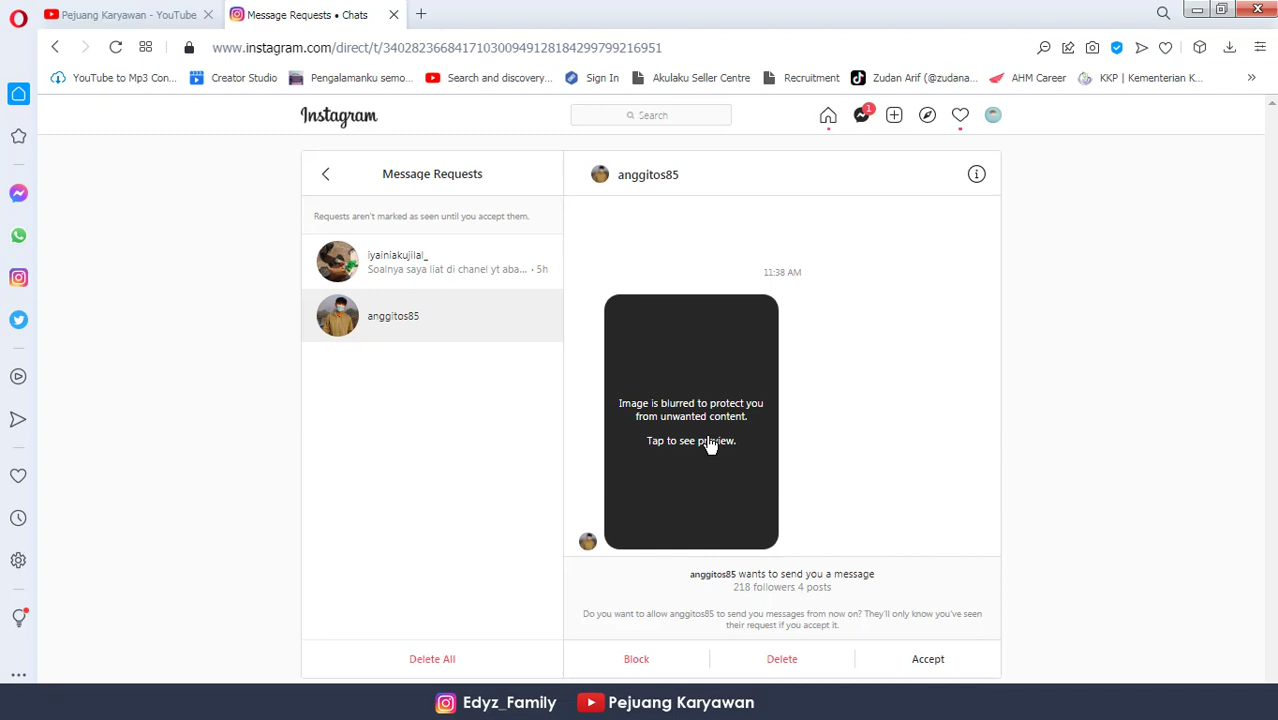 Pejuang Karyawan - YouTube
Message Requests • Chats
www.instagram.com/direct/t/340282366841710300949128184299799216951
YouTube to Mp3 Con...
Creator Studio
Pengalamanku semo...
Search and discovery...
Sign In
Akulaku Seller Centre
Recruitment
Zudan Arif (@zudana...
AHM Career
KKP | Kementerian K...
Instagram
Search
1
Message Requests
anggitos85
Requests aren't marked as seen until you accept them.
iyainiakujilal_
Soalnya saya liat di chanel yt aba... · 5h
anggitos85
11:38 AM
Image is blurred to protect you
from unwanted content.
Tap to see preview.
anggitos85 wants to send you a message
218 followers 4 posts
Do you want to allow anggitos85 to send you messages from now on? They'll only know you've seen
their request if you accept it.
Delete All
Block
Delete
Accept
Edyz_Family
Pejuang Karyawan